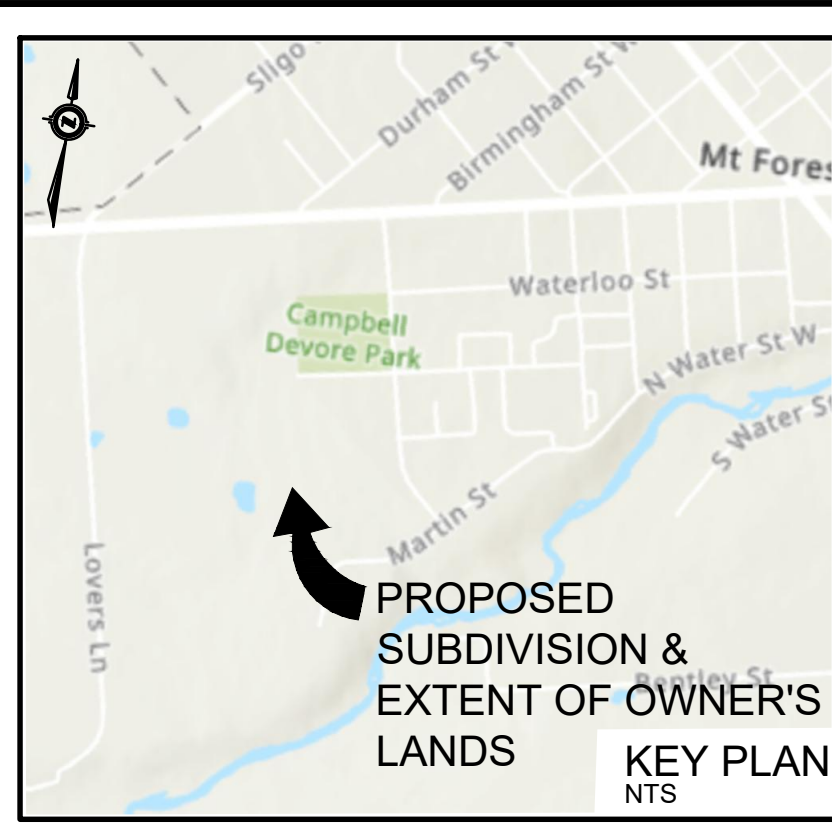 Sligo
Durham St W
Birmingham St W
Mt Fores
Waterloo St
Campbell
Devore Park
N Water St W
S Water St
Martin St
Lovers Ln
Bentley St
PROPOSED
SUBDIVISION &
EXTENT OF OWNER'S
LANDS
KEY PLAN
NTS
N